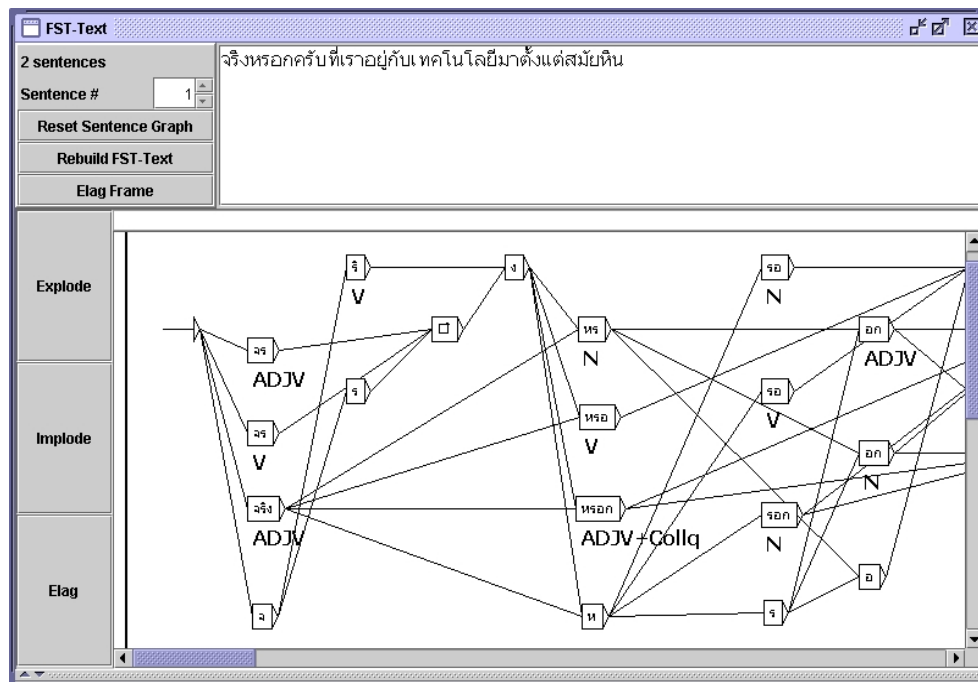 FST-Text
2 sentences
Sentence # 1
Reset Sentence Graph
Rebuild FST-Text
Elag Frame
จริงหรอกครับที่เราอยู่กับเทคโนโลยีมาตั้งแต่สมัยหิน
Explode
Implode
Elag
ริ
V
ง
รอ
N
จร
ADJV
หร
N
อก
ADJV
ร
จร
V
หรอ
V
รอ
V
อก
N
จริง
ADJV
หรอก
ADJV+Collq
รอก
N
อ
จ
ห
ร